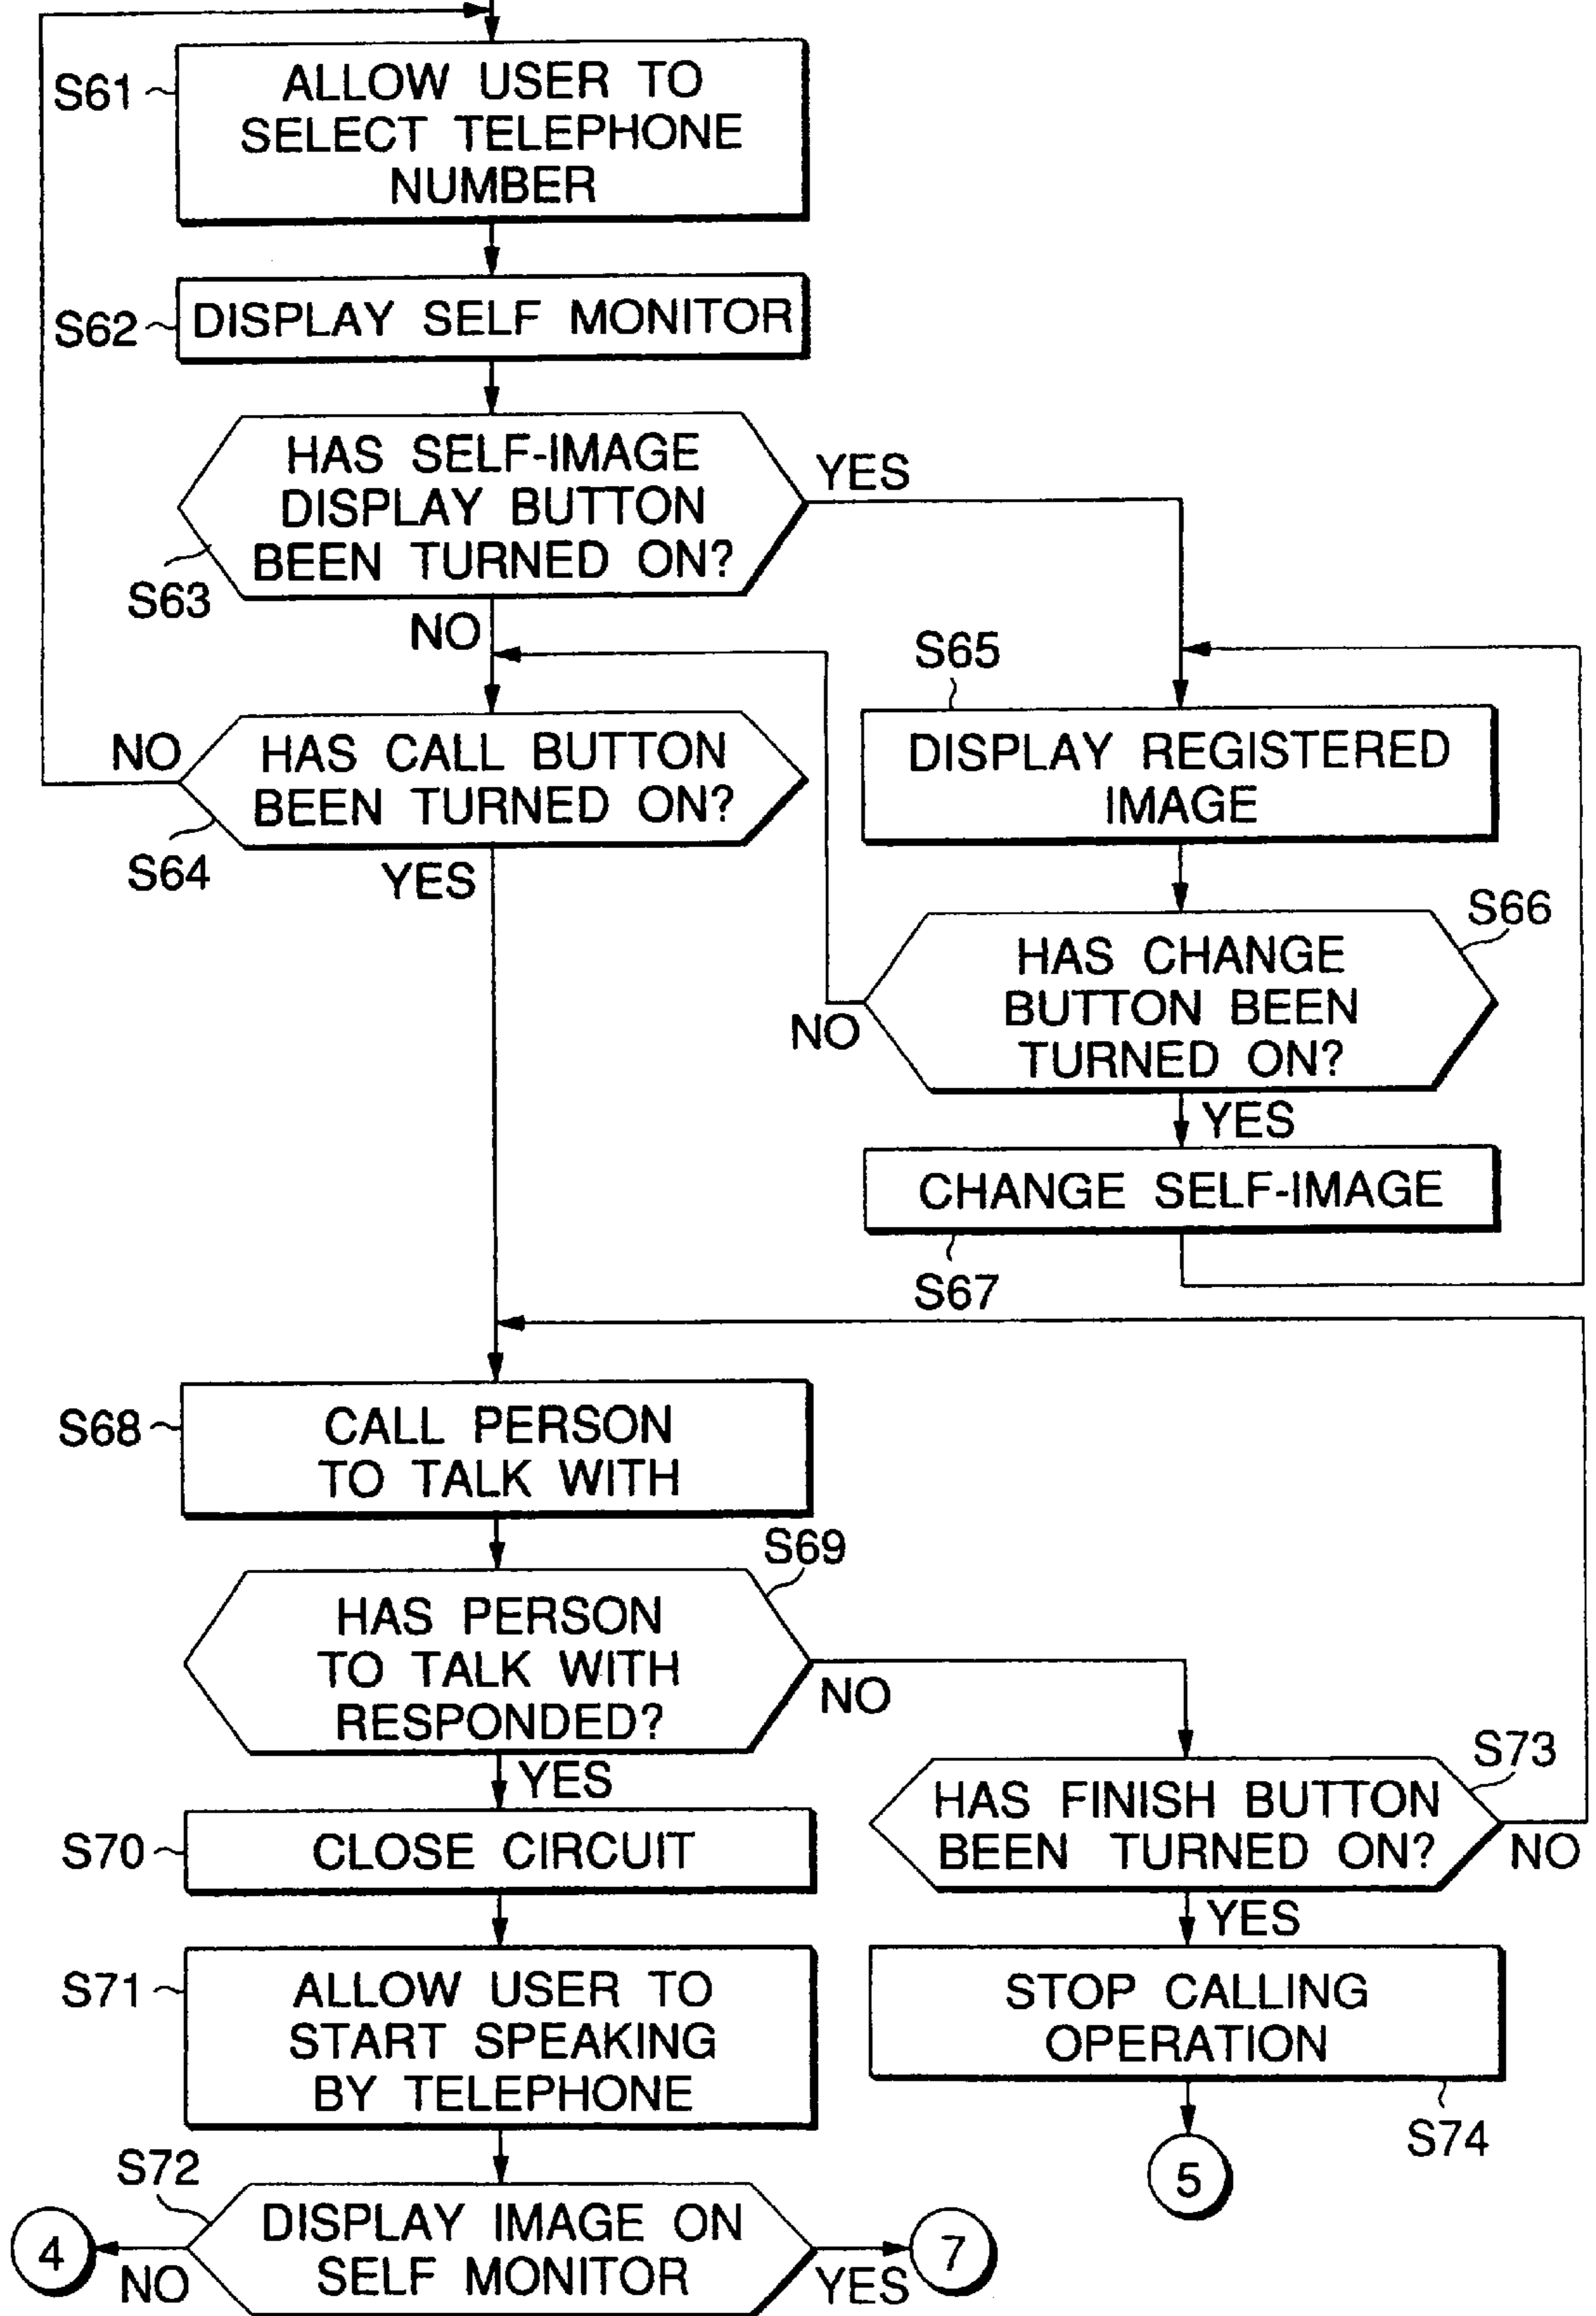 S61
ALLOW USER TO
SELECT TELEPHONE
NUMBER
S62
DISPLAY SELF MONITOR
HAS SELF-IMAGE
DISPLAY BUTTON
BEEN TURNED ON?
YES
S63
NO
S65
DISPLAY REGISTERED
IMAGE
NO
HAS CALL BUTTON
BEEN TURNED ON?
S64
YES
S66
HAS CHANGE
BUTTON BEEN
TURNED ON?
NO
YES
CHANGE SELF-IMAGE
S67
S68
CALL PERSON
TO TALK WITH
S69
HAS PERSON
TO TALK WITH
RESPONDED?
NO
YES
S73
HAS FINISH BUTTON
BEEN TURNED ON?
NO
YES
S70
CLOSE CIRCUIT
S71
ALLOW USER TO
START SPEAKING
BY TELEPHONE
STOP CALLING
OPERATION
S74
5
S72
DISPLAY IMAGE ON
SELF MONITOR
4
NO
YES
7